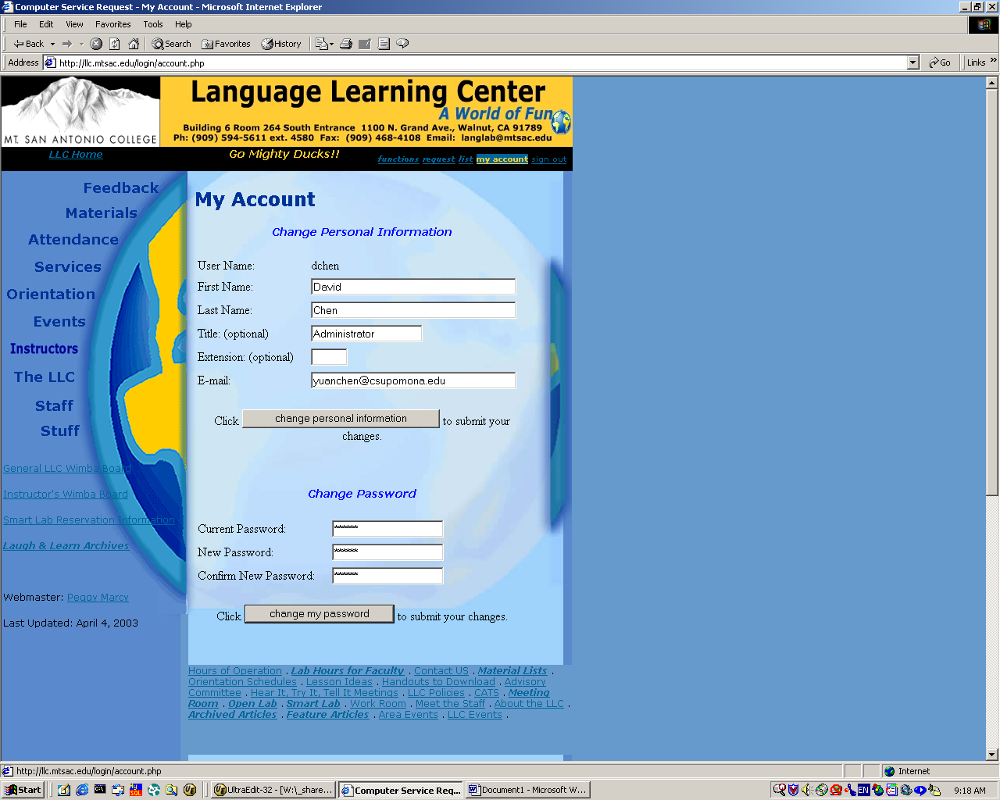 Computer Service Request - My Account - Microsoft Internet Explorer
File Edit View Favorites Tools Help
Back Search Favorites History
Address http://llc.mtsac.edu/login/account.php Go Links »
Language Learning Center
A World of Fun
Building 6 Room 264 South Entrance 1100 N. Grand Ave., Walnut, CA 91789
MT. SAN ANTONIO COLLEGE
Ph: (909) 594-5611 ext. 4580 Fax: (909) 468-4108 Email: langlab@mtsac.edu
LLC Home Go Mighty Ducks!! functions request list my account sign out
Feedback
Materials
Attendance
Services
Orientation
Events
Instructors
The LLC
Staff
Stuff
General LLC Wimba Board
Instructor's Wimba Board
Smart Lab Reservation Information
Laugh & Learn Archives
Webmaster: Peggy Marcy
Last Updated: April 4, 2003
My Account
Change Personal Information
User Name: dchen
First Name: David
Last Name: Chen
Title: (optional) Administrator
Extension: (optional)
E-mail: yuanchen@csupomona.edu
Click change personal information to submit your
changes.
Change Password
Current Password: *******
New Password: *******
Confirm New Password: *******
Click change my password to submit your changes.
Hours of Operation . Lab Hours for Faculty . Contact US . Material Lists .
Orientation Schedules . Lesson Ideas . Handouts to Download . Advisory
Committee . Hear It, Try It, Tell It Meetings . LLC Policies . CATS . Meeting
Room . Open Lab . Smart Lab . Work Room . Meet the Staff . About the LLC .
Archived Articles . Feature Articles . Area Events . LLC Events .
http://llc.mtsac.edu/login/account.php Internet
Start UltraEdit-32 - [W:\_share... Computer Service Req... Document1 - Microsoft W... EN 9:18 AM